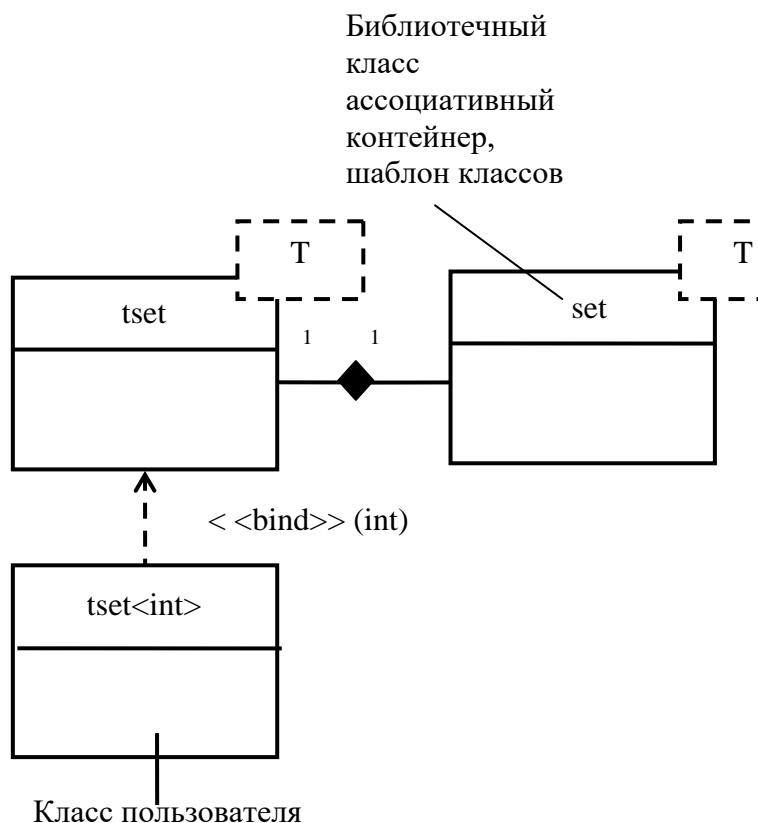 Библиотечный
класс
ассоциативный
контейнер,
шаблон классов
T
T
tset
set
1
1
< <bind>> (int)
tset<int>
Класс пользователя